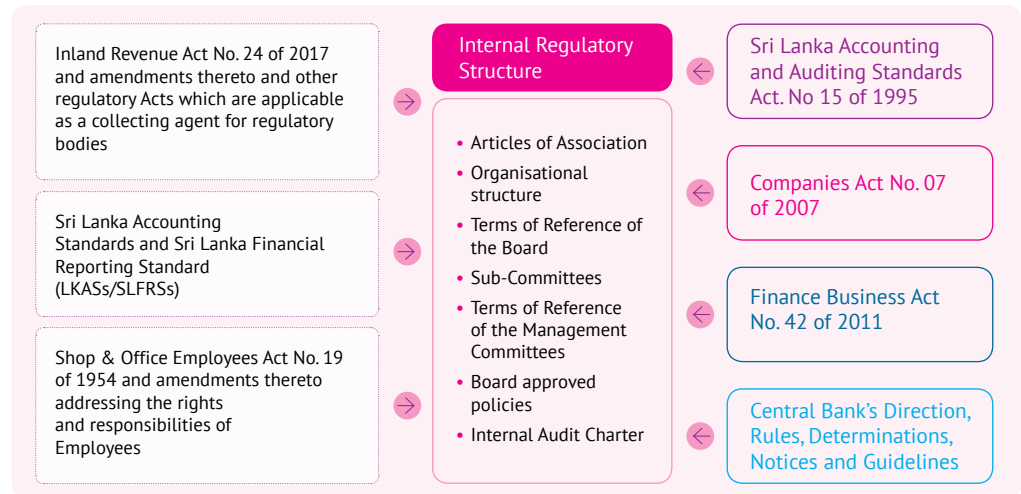 Inland Revenue Act No. 24 of 2017
and amendments thereto and other
regulatory Acts which are applicable
as a collecting agent for regulatory
bodies
Sri Lanka Accounting
Standards and Sri Lanka Financial
Reporting Standard
(LKASs/SLFRSs)
Shop & Office Employees Act No. 19
of 1954 and amendments thereto
addressing the rights
and responsibilities of
Employees
Internal Regulatory
Structure
• Articles of Association
• Organisational
structure
• Terms of Reference of
the Board
• Sub-Committees
• Terms of Reference
of the Management
Committees
• Board approved
policies
• Internal Audit Charter
Sri Lanka Accounting
and Auditing Standards
Act. No 15 of 1995
Companies Act No. 07
of 2007
Finance Business Act
No. 42 of 2011
Central Bank's Direction,
Rules, Determinations,
Notices and Guidelines